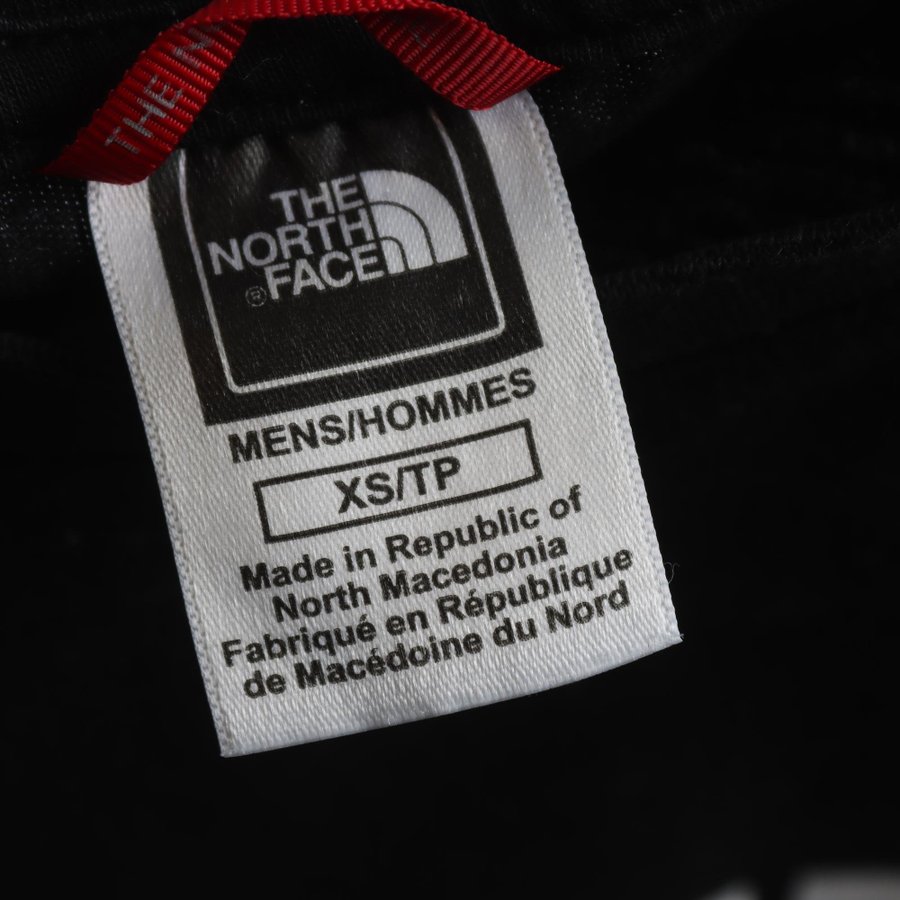 THE N
THE
NORTH
FACE
®
MENS/HOMMES
XS/TP
Made in Republic of
North Macedonia
Fabriqué en République
de Macédoine du Nord